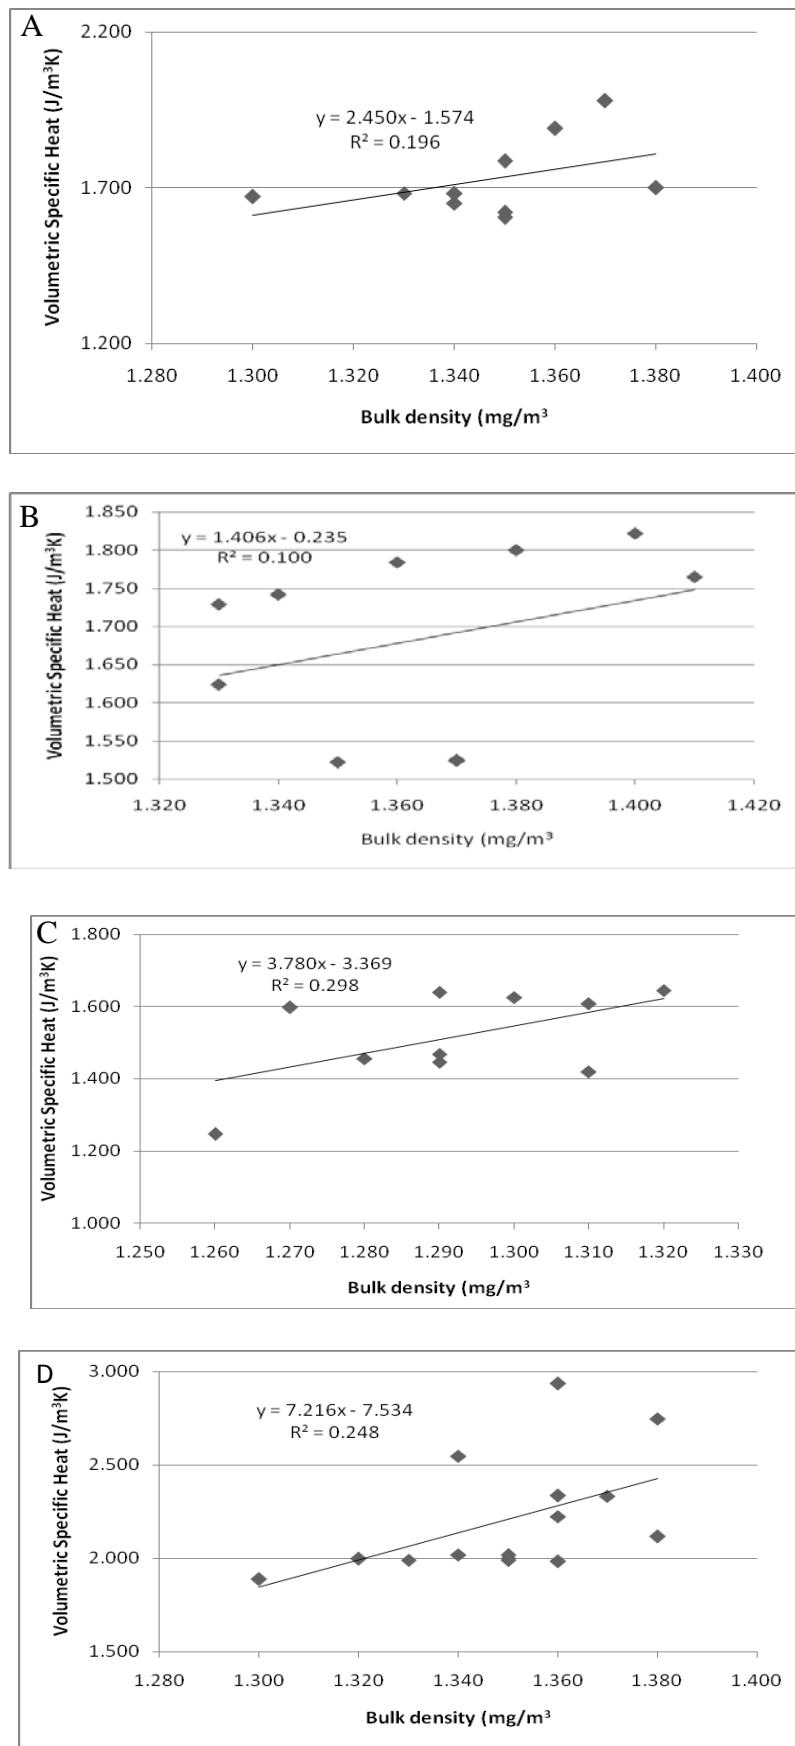 A
2.200
1.700
1.200
Volumetric Specific Heat (J/m³K)
y = 2.450x - 1.574
R² = 0.196
1.280 1.300 1.320 1.340 1.360 1.380 1.400
Bulk density (mg/m³
B
1.850
1.800
1.750
1.700
1.650
1.600
1.550
1.500
Volumetric Specific Heat (J/m³K)
y = 1.406x - 0.235
R² = 0.100
1.320 1.340 1.360 1.380 1.400 1.420
Bulk density (mg/m³
C
1.800
1.600
1.400
1.200
1.000
Volumetric Specific Heat (J/m³K)
y = 3.780x - 3.369
R² = 0.298
1.250 1.260 1.270 1.280 1.290 1.300 1.310 1.320 1.330
Bulk density (mg/m³
D
3.000
2.500
2.000
1.500
Volumetric Specific Heat (J/m³K)
y = 7.216x - 7.534
R² = 0.248
1.280 1.300 1.320 1.340 1.360 1.380 1.400
Bulk density (mg/m³